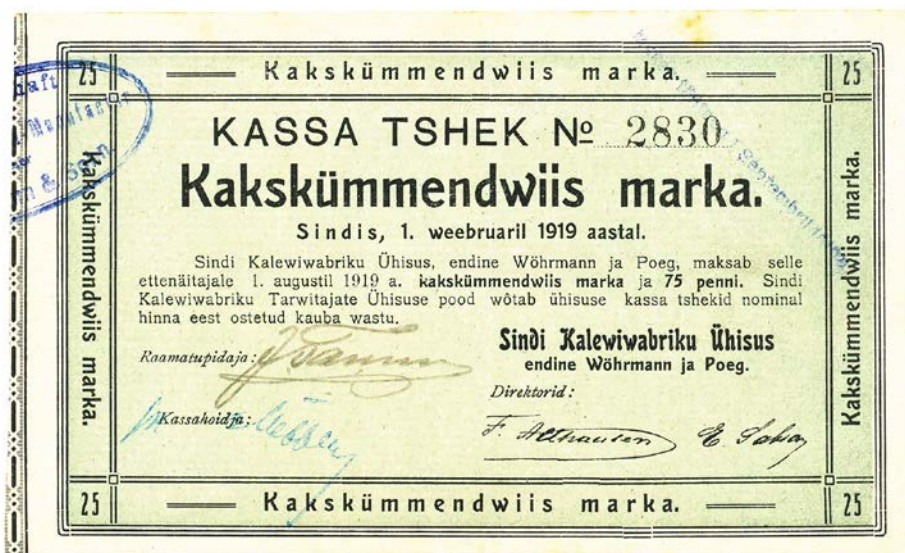 25 Kakskümmendwiis marka. 25
KASSA TSHEK № 2830
Kakskümmendwiis marka.
Sindis, 1. weebruaril 1919 aastal.
Sindi Kalewiwabriku Ühisus, endine Wöhrmann ja Poeg, maksab selle
ettenäitajale 1. augustil 1919 a. kakskümmendwiis marka ja 75 penni. Sindi
Kalewiwabriku Tarwitajate Ühisuse pood wõtab ühisuse kassa tshekid nominal
hinna eest ostetud kauba wastu.
Sindi Kalewiwabriku Ühisus
endine Wöhrmann ja Poeg.
Raamatupidaja:
Direktorid:
Kassahoidja:
F. Althausen
25 Kakskümmendwiis marka. 25
Kakskümmendwiis marka.
Kakskümmendwiis marka.